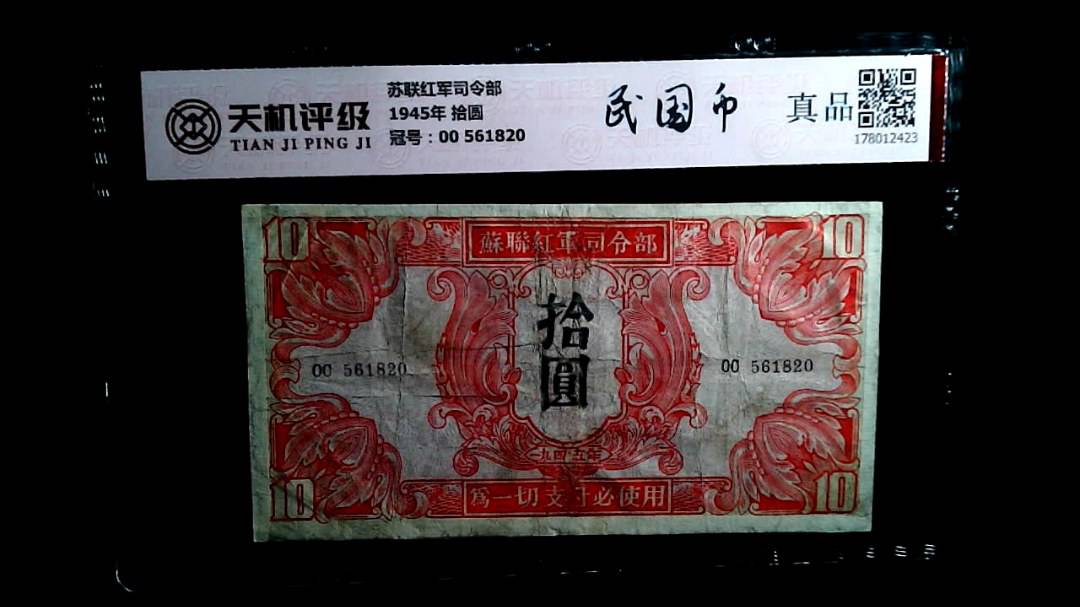 天机评级
TIAN JI PING JI
苏联红军司令部
1945年 拾圆
冠号：00 561820
民国币
真品
178012423
10
蘇聯紅軍司令部
10
拾圓
00 561820
00 561820
一九四五年
10
爲一切支付必使用
10